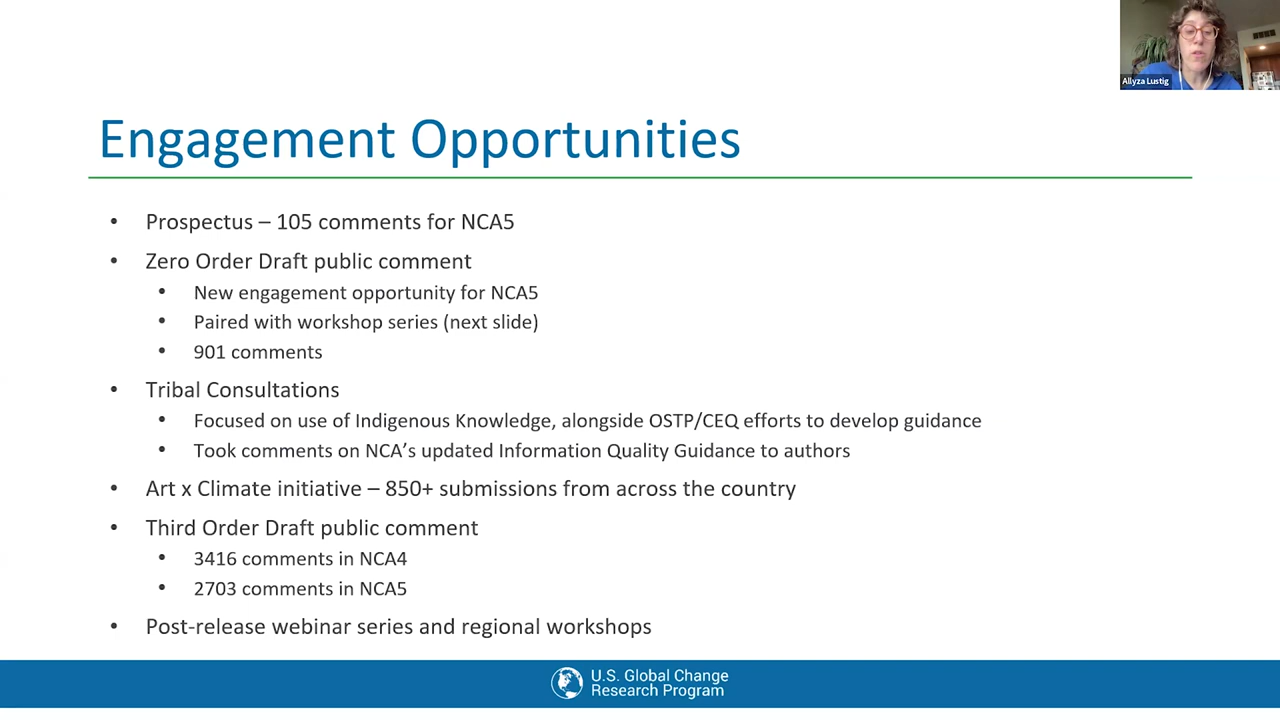 Allyza Lustig
Engagement Opportunities
• Prospectus – 105 comments for NCA5
• Zero Order Draft public comment
• New engagement opportunity for NCA5
• Paired with workshop series (next slide)
• 901 comments
• Tribal Consultations
• Focused on use of Indigenous Knowledge, alongside OSTP/CEQ efforts to develop guidance
• Took comments on NCA’s updated Information Quality Guidance to authors
• Art x Climate initiative – 850+ submissions from across the country
• Third Order Draft public comment
• 3416 comments in NCA4
• 2703 comments in NCA5
• Post-release webinar series and regional workshops
U.S. Global Change
Research Program